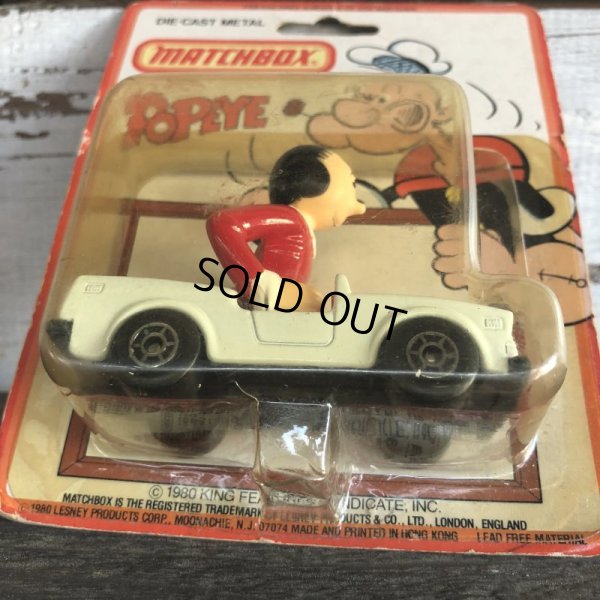 DIE-CAST METAL
MATCHBOX
POPEYE
SOLD OUT
© 1980 KING FEA SYNDICATE, INC.
MATCHBOX IS THE REGISTERED TRADEMARK LESNEY PRODUCTS & CO., LTD., LONDON, ENGLAND
© 1980 LESNEY PRODUCTS CORP., MOONACHIE, N.J. 07074 MADE AND PRINTED IN HONG KONG LEAD FREE MATERIAL